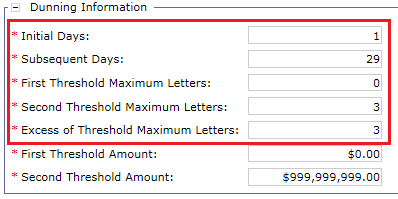 Dunning Information
* Initial Days: 1
* Subsequent Days: 29
* First Threshold Maximum Letters: 0
* Second Threshold Maximum Letters: 3
* Excess of Threshold Maximum Letters: 3
* First Threshold Amount: $0.00
* Second Threshold Amount: $999,999,999.00